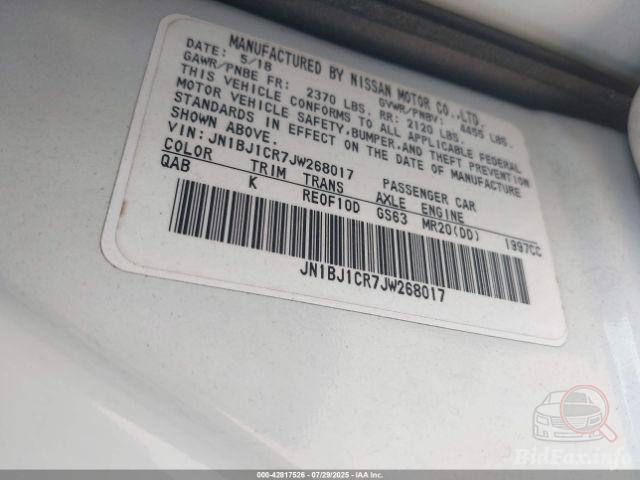 MANUFACTURED BY NISSAN MOTOR CO.,LTD.
DATE: 5/18
GAWR/PNBE FR: 2370 LBS. RR: 2120 LBS.
GVWR/PNBV: 4455 LBS.
THIS VEHICLE CONFORMS TO ALL APPLICABLE FEDERAL
MOTOR VEHICLE SAFETY,BUMPER,AND THEFT PREVENTION
STANDARDS IN EFFECT ON THE DATE OF MANUFACTURE
SHOWN ABOVE.
VIN: JN1BJ1CR7JW268017 PASSENGER CAR
COLOR TRIM TRANS AXLE ENGINE
QAB K RE0F10D GS63 MR20(DD) 1997CC
JN1BJ1CR7JW268017
BidFax.info
000-42817526 - 07/29/2025 - IAA Inc.